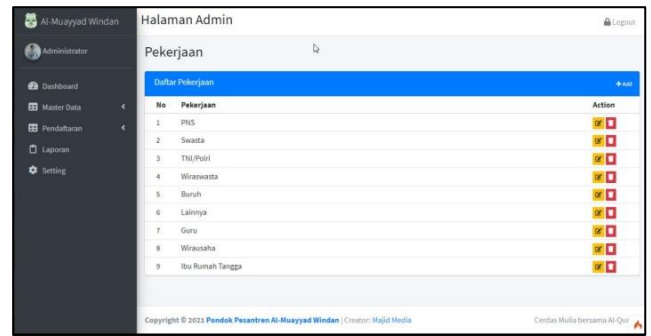 Al-Muayyad Windan
Halaman Admin
Logout
Administrator
Pekerjaan
Dashboard
Master Data
Pendaftaran
Laporan
Setting
Daftar Pekerjaan
+ Add
No Pekerjaan Action
1 PNS
2 Swasta
3 TNI/Polri
4 Wiraswasta
5 Buruh
6 Lainnya
7 Guru
8 Wirausaha
9 Ibu Rumah Tangga
Copyright © 2021 Pondok Pesantren Al-Muayyad Windan | Creator: Majid Media
Cerdas Mulia bersama Al-Qur